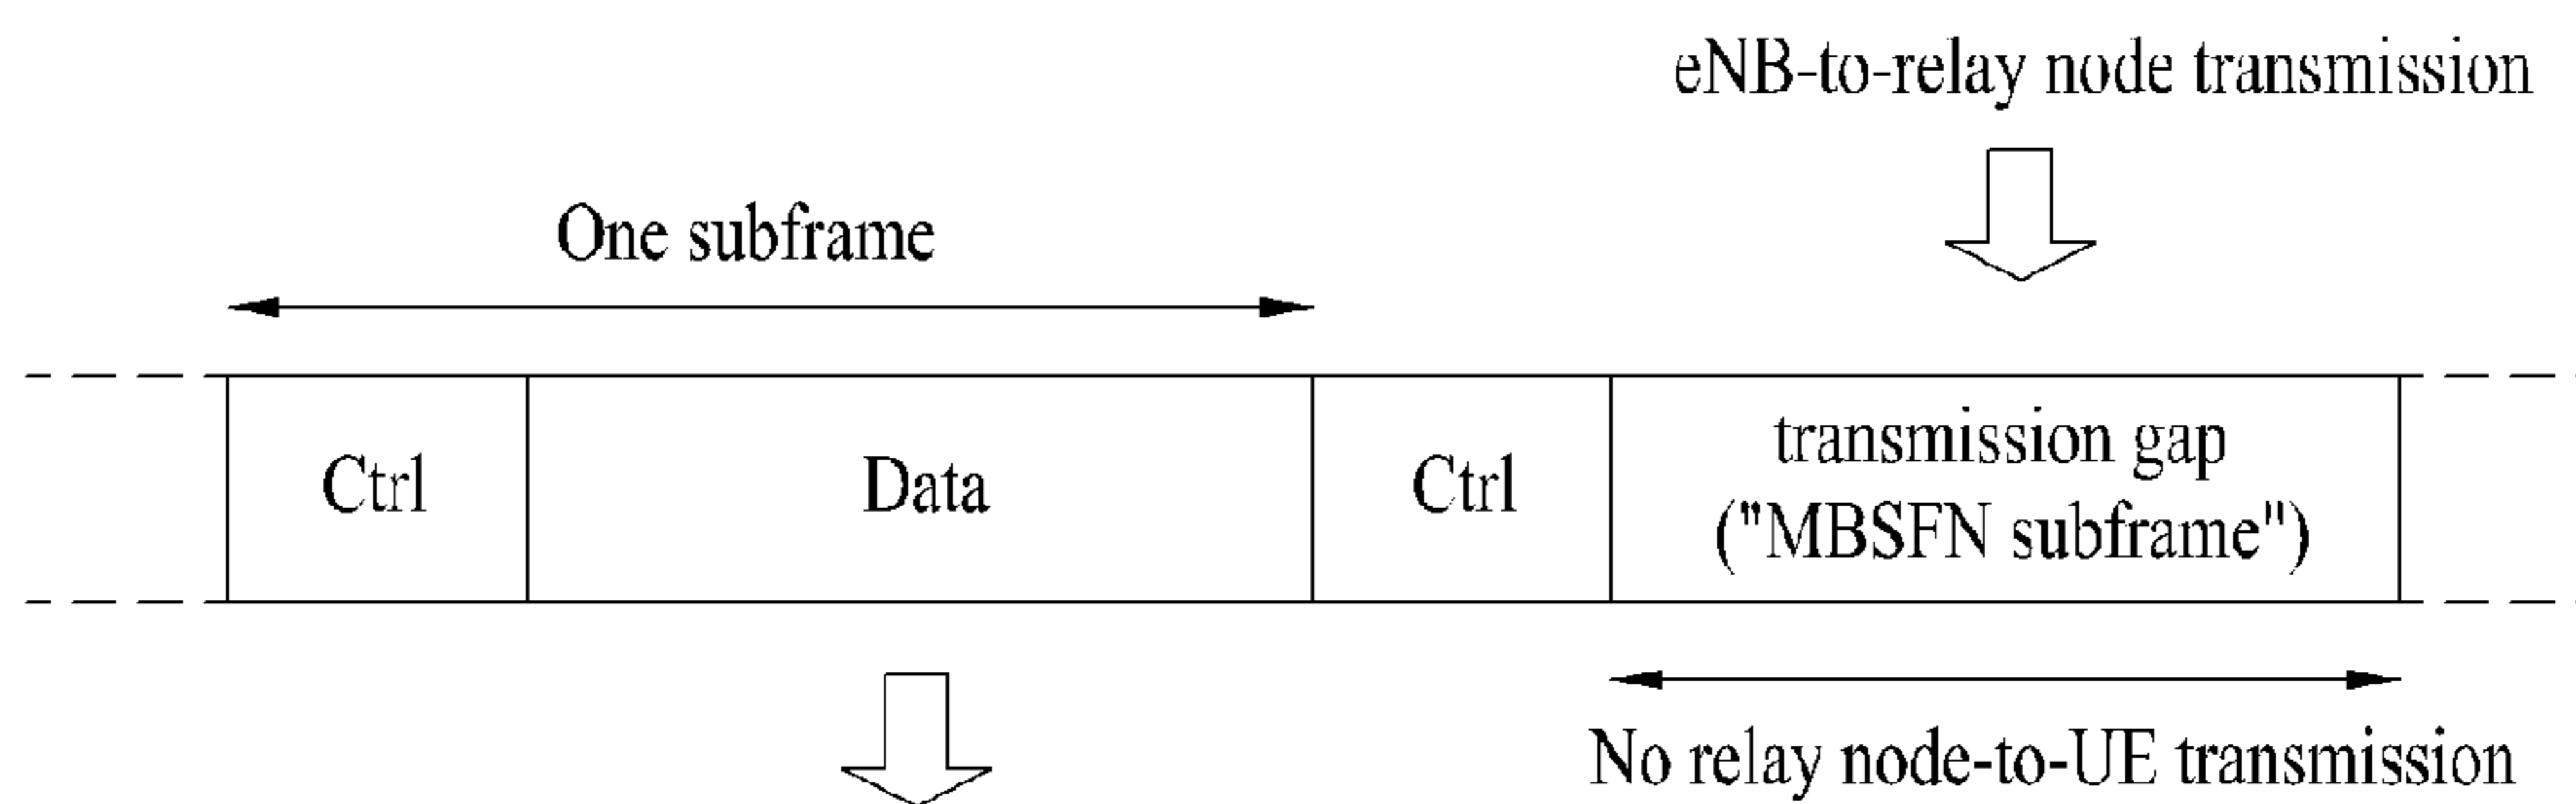 eNB-to-relay node transmission
One subframe
Ctrl
Data
Ctrl
transmission gap
("MBSFN subframe")
No relay node-to-UE transmission